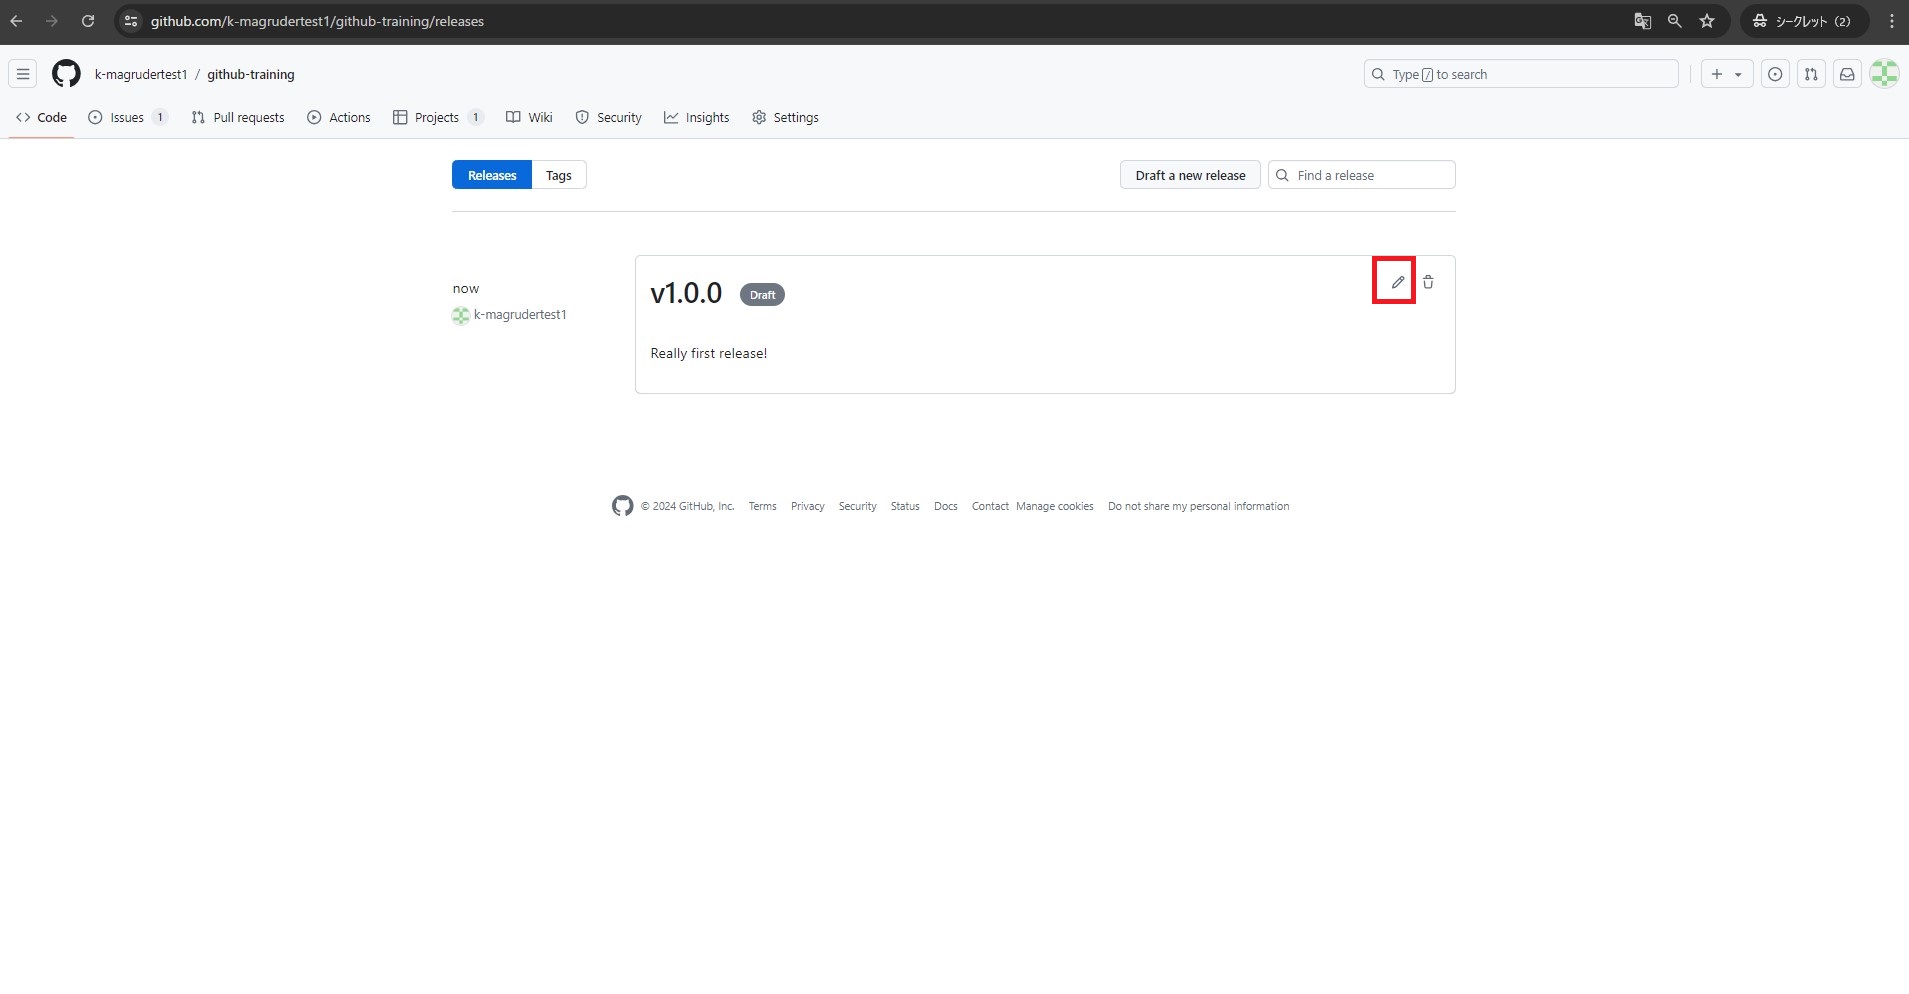 github.com/k-magrudertest1/github-training/releases
シークレット (2)
k-magrudertest1 / github-training
Type / to search
Code Issues 1 Pull requests Actions Projects 1 Wiki Security Insights Settings
Releases Tags
Draft a new release
Find a release
now
k-magrudertest1
v1.0.0 Draft
Really first release!
© 2024 GitHub, Inc. Terms Privacy Security Status Docs Contact Manage cookies Do not share my personal information